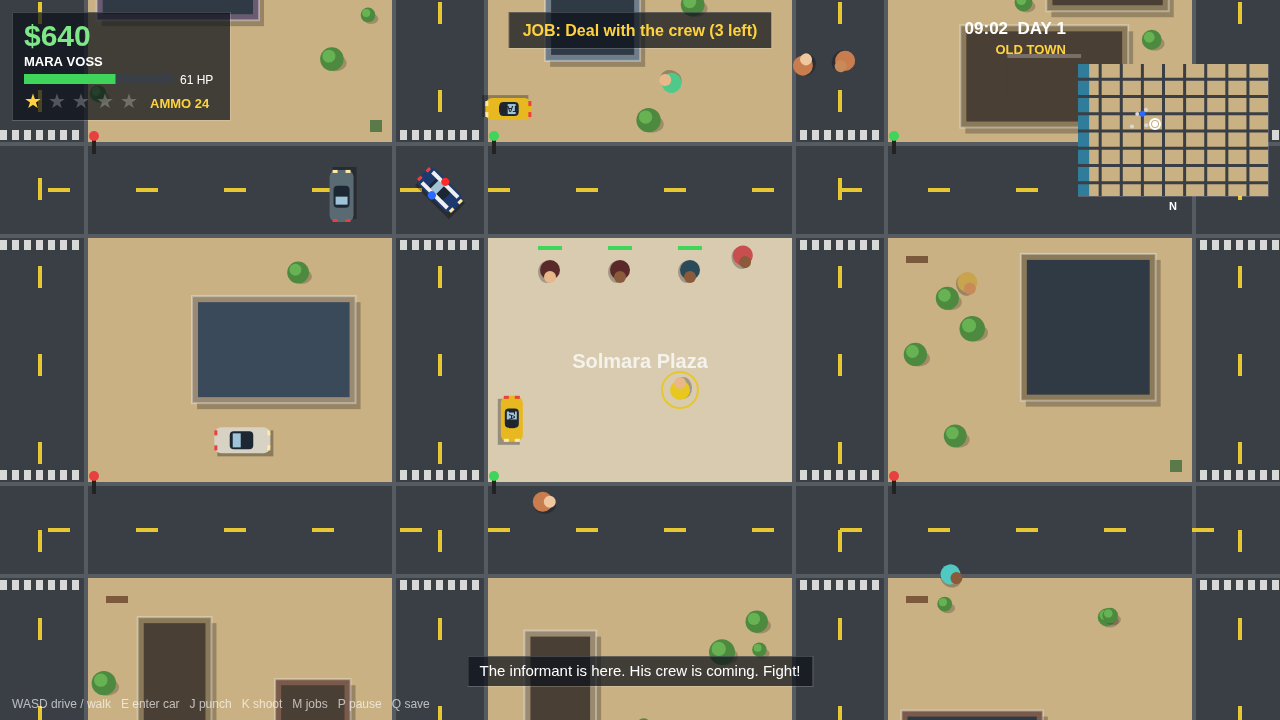 $640
MARA VOSS
61 HP
AMMO 24
JOB: Deal with the crew (3 left)
09:02 DAY 1
OLD TOWN
N
Solmara Plaza
The informant is here. His crew is coming. Fight!
WASD drive / walk E enter car J punch K shoot M jobs P pause Q save